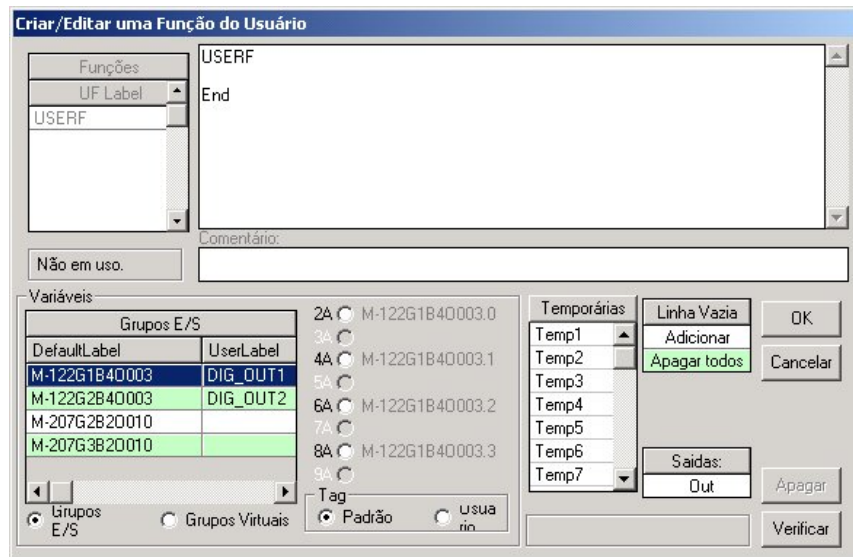 Criar/Editar uma Função do Usuário
Funções
UF Label
USERF
USERF
End
Comentário:
Não em uso.
Variáveis
Grupos E/S
DefaultLabel UserLabel
M-122G1B4O003 DIG_OUT1
M-122G2B4O003 DIG_OUT2
M-207G2B2O010
M-207G3B2O010
Grupos E/S
Grupos Virtuais
2A M-122G1B4O003.0
3A
4A M-122G1B4O003.1
5A
6A M-122G1B4O003.2
7A
8A M-122G1B4O003.3
9A
Tag
Padrão
Usua
rio
Temporárias
Temp1
Temp2
Temp3
Temp4
Temp5
Temp6
Temp7
Linha Vazia
Adicionar
Apagar todos
Saidas:
Out
OK
Cancelar
Apagar
Verificar